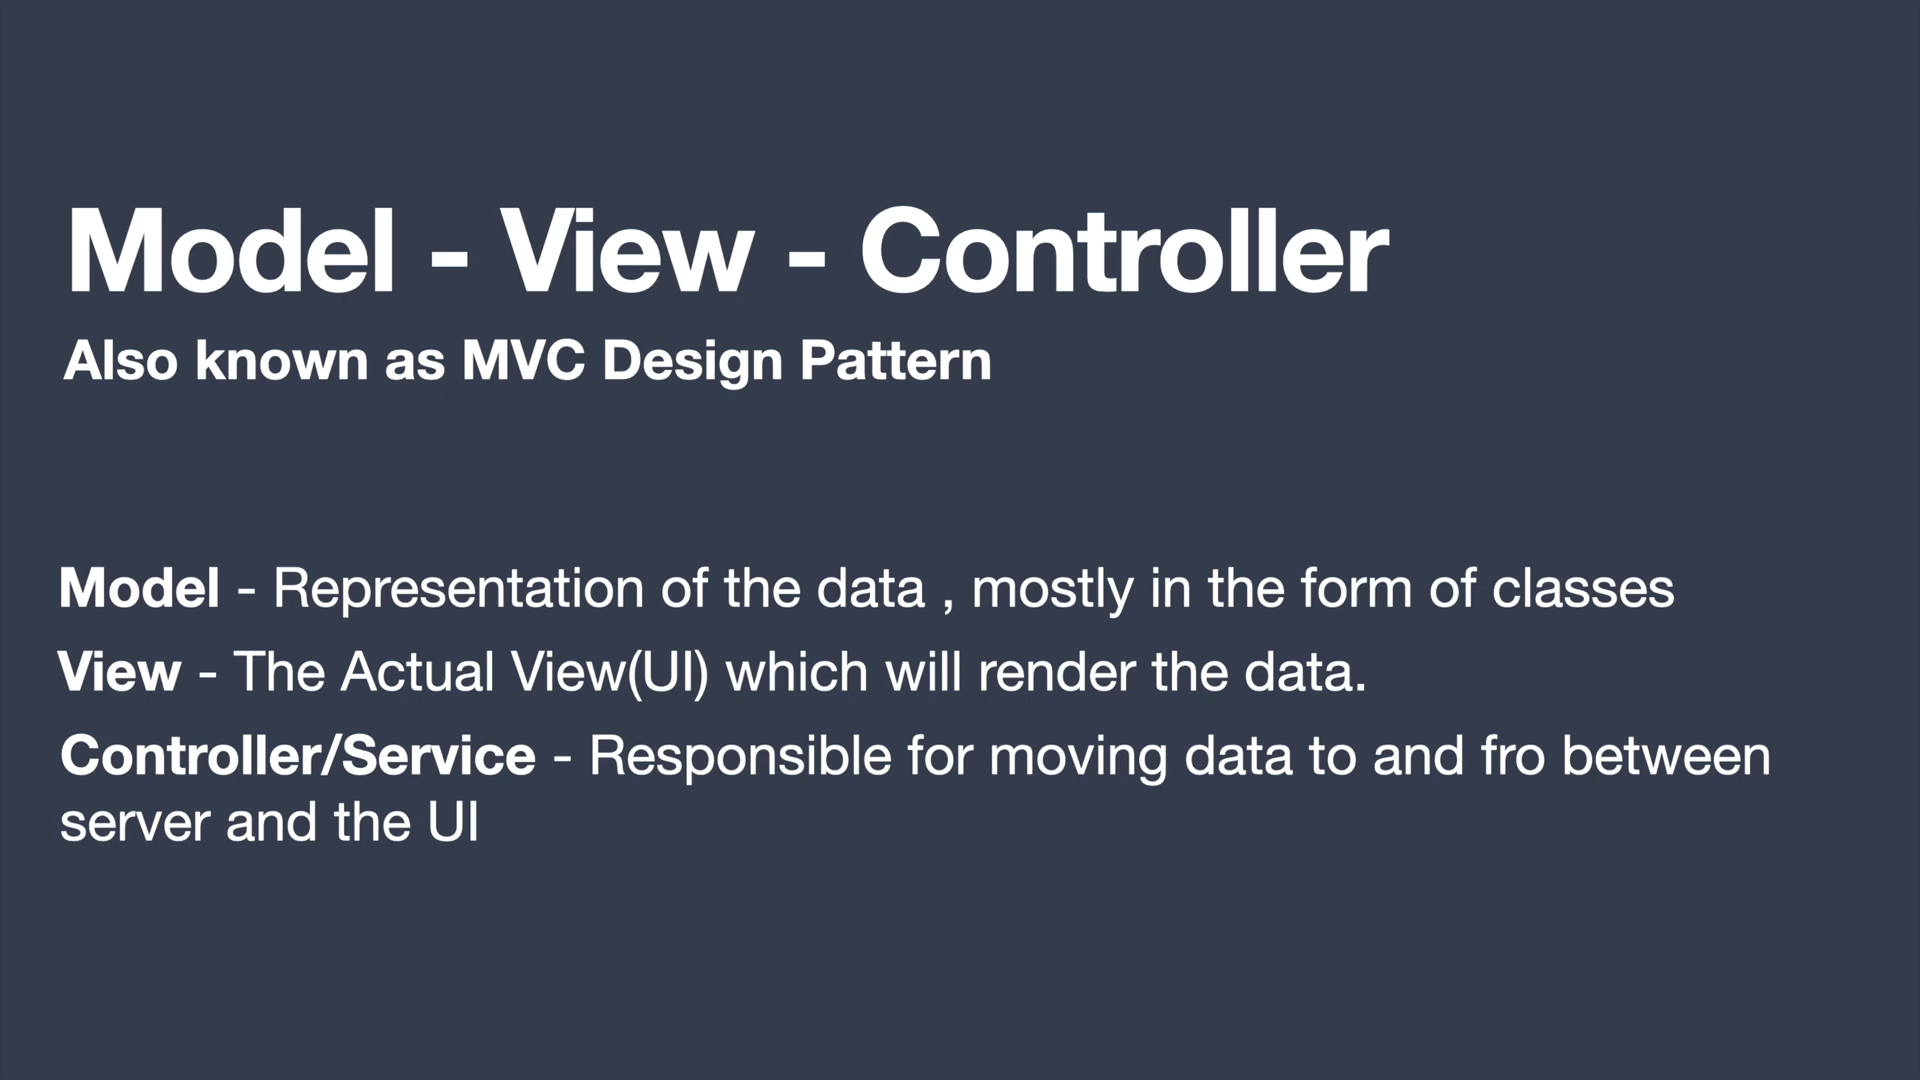 Model - View - Controller
Also known as MVC Design Pattern
Model - Representation of the data , mostly in the form of classes
View - The Actual View(UI) which will render the data.
Controller/Service - Responsible for moving data to and fro between
server and the UI